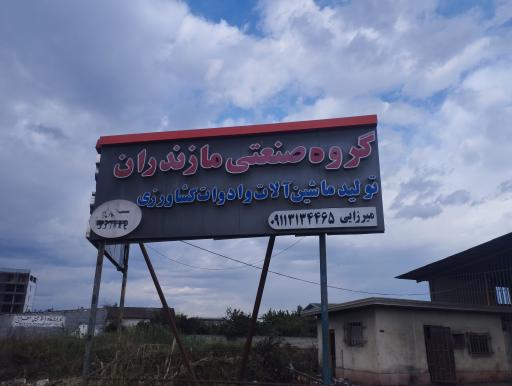 گروه صنعتی مازندران
تولید ماشین آلات و ادوات کشاورزی
میرزایی ۰۹۱۱۳۱۳۴۴۶۵